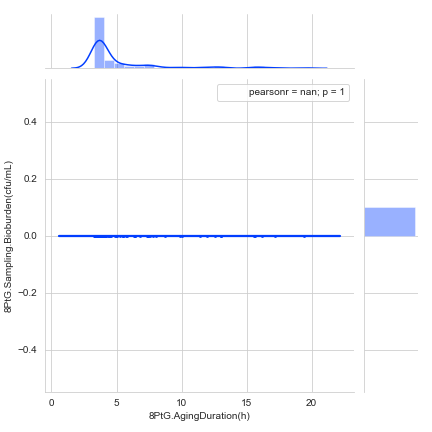 pearsonr = nan; p = 1
0.4
0.2
0.0
−0.2
−0.4
8PtG.Sampling.Bioburden(cfu/mL)
0 5 10 15 20
8PtG.AgingDuration(h)